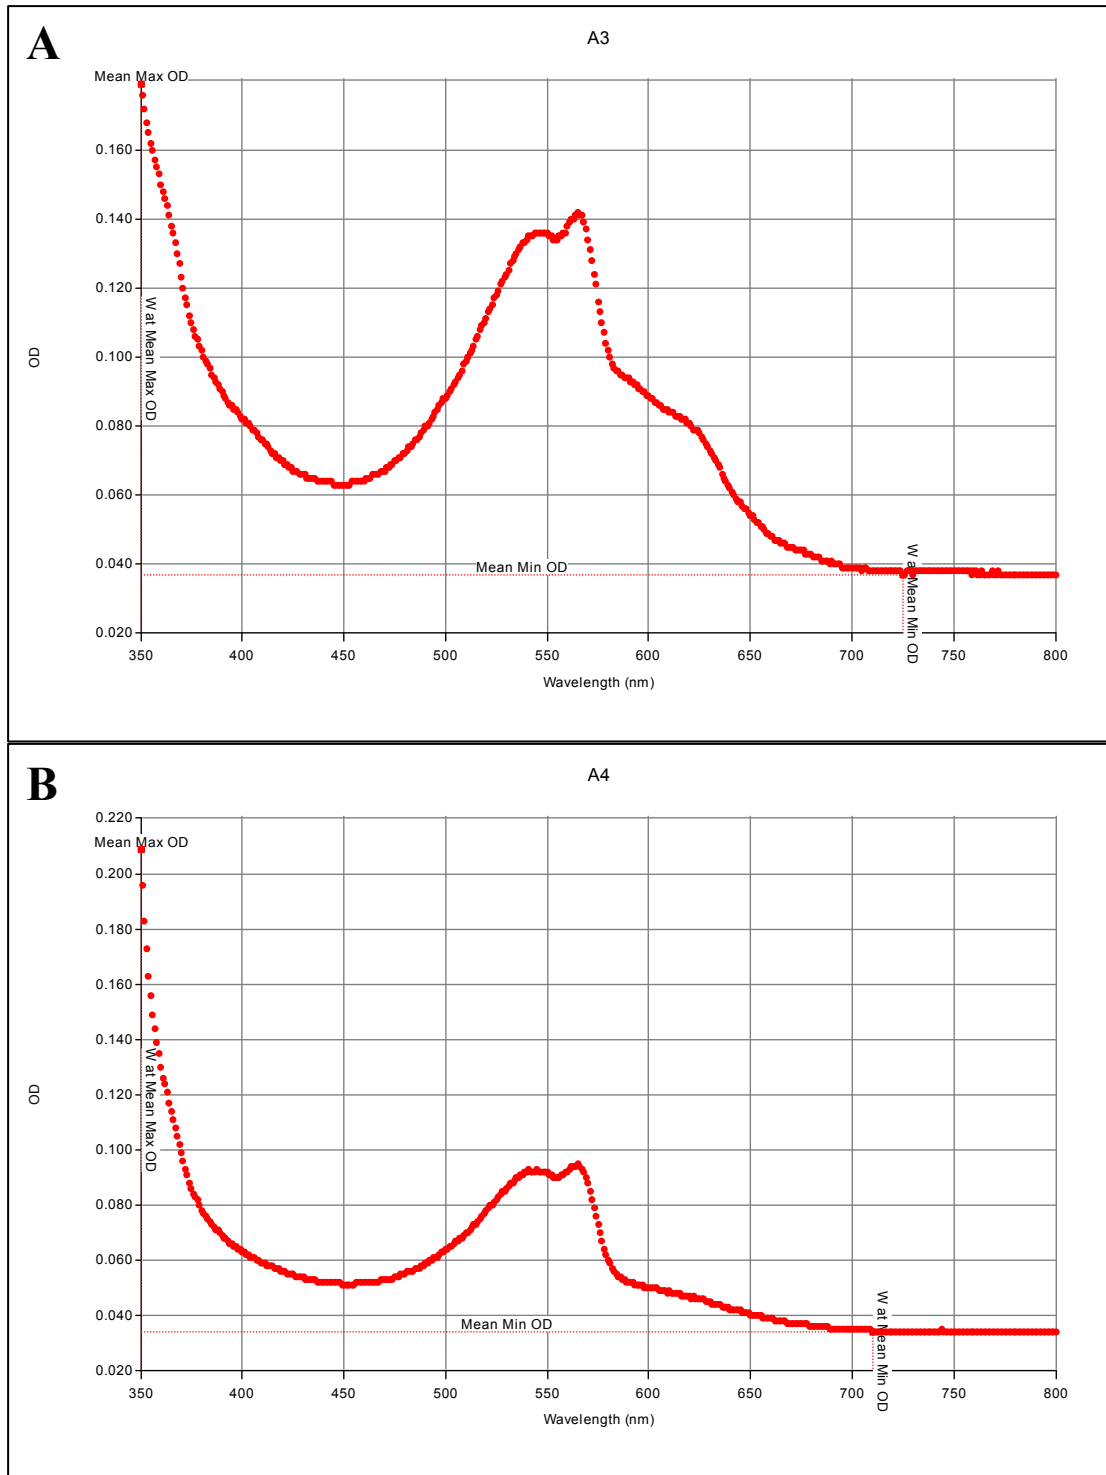 A
A3
Mean Max OD
0.160
0.140
0.120
0.100
0.080
0.060
0.040
0.020
OD
W at Mean Max OD
Mean Min OD
W at Mean Min OD
350 400 450 500 550 600 650 700 750 800
Wavelength (nm)
B
A4
0.220
Mean Max OD
0.200
0.180
0.160
0.140
0.120
0.100
0.080
0.060
0.040
0.020
OD
W at Mean Max OD
Mean Min OD
W at Mean Min OD
350 400 450 500 550 600 650 700 750 800
Wavelength (nm)